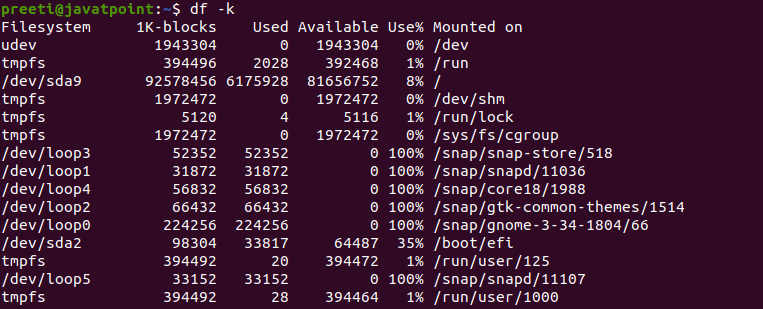 preeti@javatpoint:~$ df -k
Filesystem     1K-blocks    Used Available Use% Mounted on
udev             1943304       0   1943304   0% /dev
tmpfs             394496    2028    392468   1% /run
/dev/sda9       92578456 6175928  81656752   8% /
tmpfs            1972472       0   1972472   0% /dev/shm
tmpfs               5120       4      5116   1% /run/lock
tmpfs            1972472       0   1972472   0% /sys/fs/cgroup
/dev/loop3         52352   52352         0 100% /snap/snap-store/518
/dev/loop1         31872   31872         0 100% /snap/snapd/11036
/dev/loop4         56832   56832         0 100% /snap/core18/1988
/dev/loop2         66432   66432         0 100% /snap/gtk-common-themes/1514
/dev/loop0        224256  224256         0 100% /snap/gnome-3-34-1804/66
/dev/sda2          98304   33817     64487  35% /boot/efi
tmpfs             394492      20    394472   1% /run/user/125
/dev/loop5         33152   33152         0 100% /snap/snapd/11107
tmpfs             394492      28    394464   1% /run/user/1000